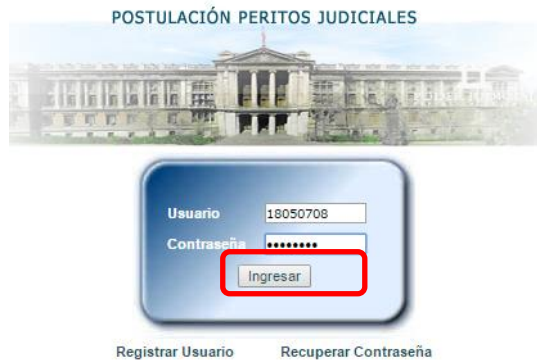 POSTULACIÓN PERITOS JUDICIALES
Usuario 18050708
Contraseña ••••••••
Ingresar
Registrar Usuario Recuperar Contraseña